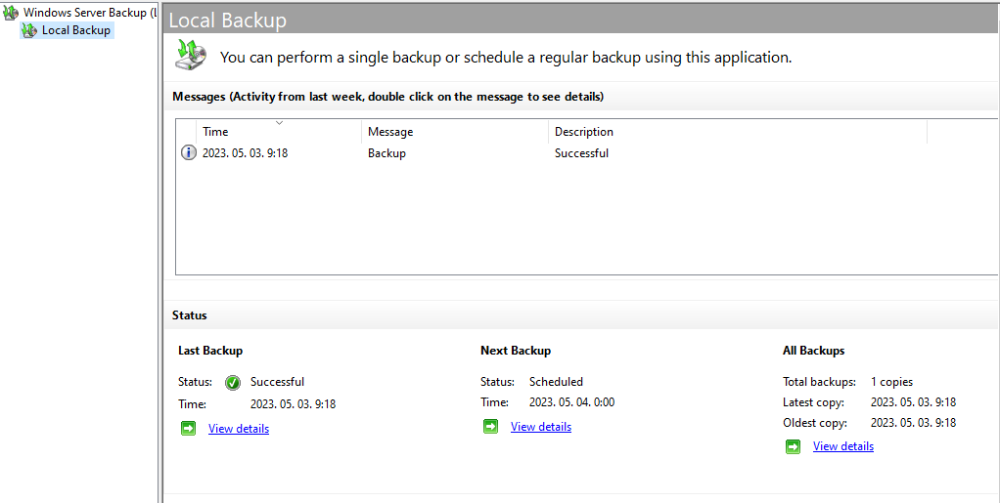 Windows Server Backup (L
Local Backup
Local Backup
You can perform a single backup or schedule a regular backup using this application.
Messages (Activity from last week, double click on the message to see details)
Time Message Description
2023. 05. 03. 9:18 Backup Successful
Status
Last Backup Next Backup All Backups
Status: Successful Status: Scheduled Total backups: 1 copies
Time: 2023. 05. 03. 9:18 Time: 2023. 05. 04. 0:00 Latest copy: 2023. 05. 03. 9:18
Oldest copy: 2023. 05. 03. 9:18
View details View details View details